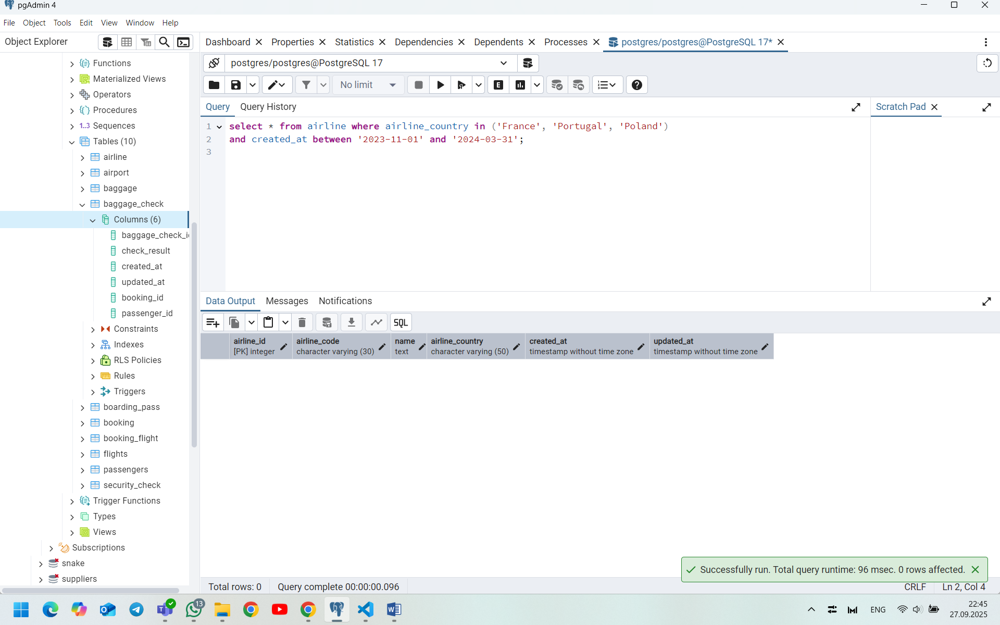 pgAdmin 4
File Object Tools Edit View Window Help
Object Explorer
Dashboard Properties Statistics Dependencies Dependents Processes postgres/postgres@PostgreSQL 17*
postgres/postgres@PostgreSQL 17
No limit
E
Query Query History
Scratch Pad
1 select * from airline where airline_country in ('France', 'Portugal', 'Poland')
2 and created_at between '2023-11-01' and '2024-03-31';
3
Functions
Materialized Views
Operators
Procedures
1..3 Sequences
Tables (10)
airline
airport
baggage
baggage_check
Columns (6)
baggage_check_i
check_result
created_at
updated_at
booking_id
passenger_id
Constraints
Indexes
RLS Policies
Rules
Triggers
boarding_pass
booking
booking_flight
flights
passengers
security_check
Trigger Functions
Types
Views
Subscriptions
snake
suppliers
Data Output Messages Notifications
SQL
airline_id airline_code name airline_country created_at updated_at
[PK] integer character varying (30) text character varying (50) timestamp without time zone timestamp without time zone
Successfully run. Total query runtime: 96 msec. 0 rows affected.
Total rows: 0 Query complete 00:00:00.096 CRLF Ln 2, Col 4
13
ENG
22:45
27.09.2025